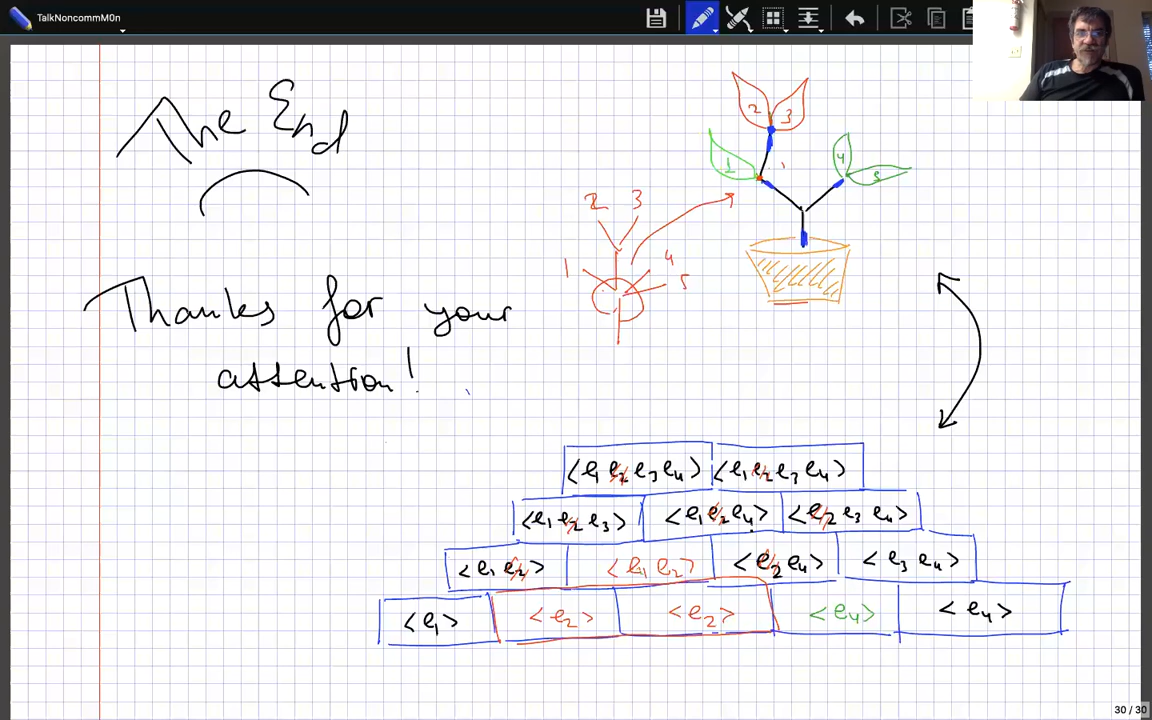 TalkNoncommM0n
The End
Thanks for your
attention!
2 3
1 4 5
2 3
1 4 5
<e1 e2 e3 e4> <e1 e2 e3 e4>
<e1 e2 e3> <e1 e2 e4> <e2 e3 e4>
<e1 e2> <e1 e2> <e2 e4> <e3 e4>
<e1> <e2> <e2> <e4> <e4>
30 / 30